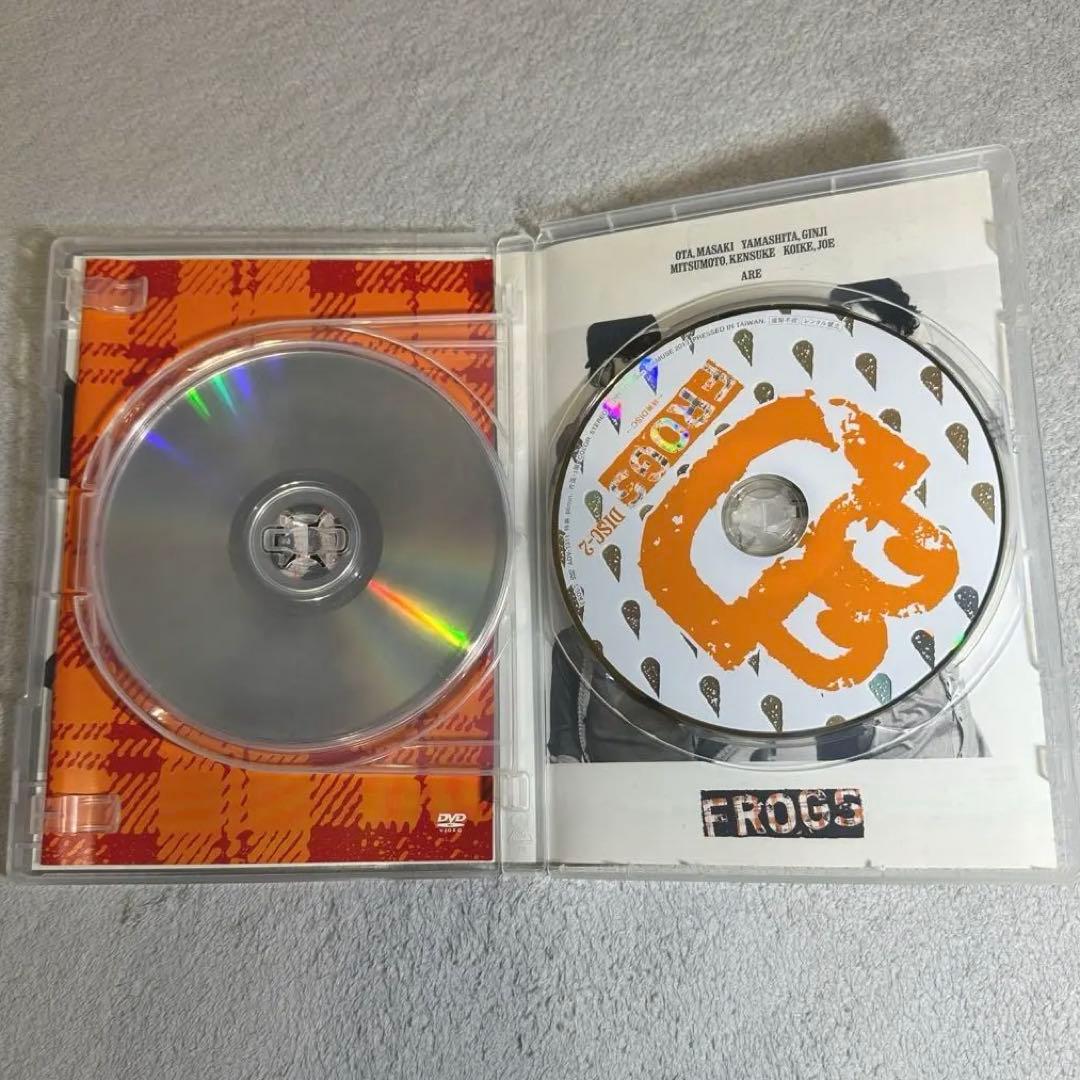 OTA, MASAKI YAMASHITA, GINJI
MITSUMOTO, KENSUKE KOIKE, JOE
ARE
PRESSED IN TAIWAN. 複製不能 レンタル禁止
FROGS
DISC-2
FROGS
DVD
VIDEO